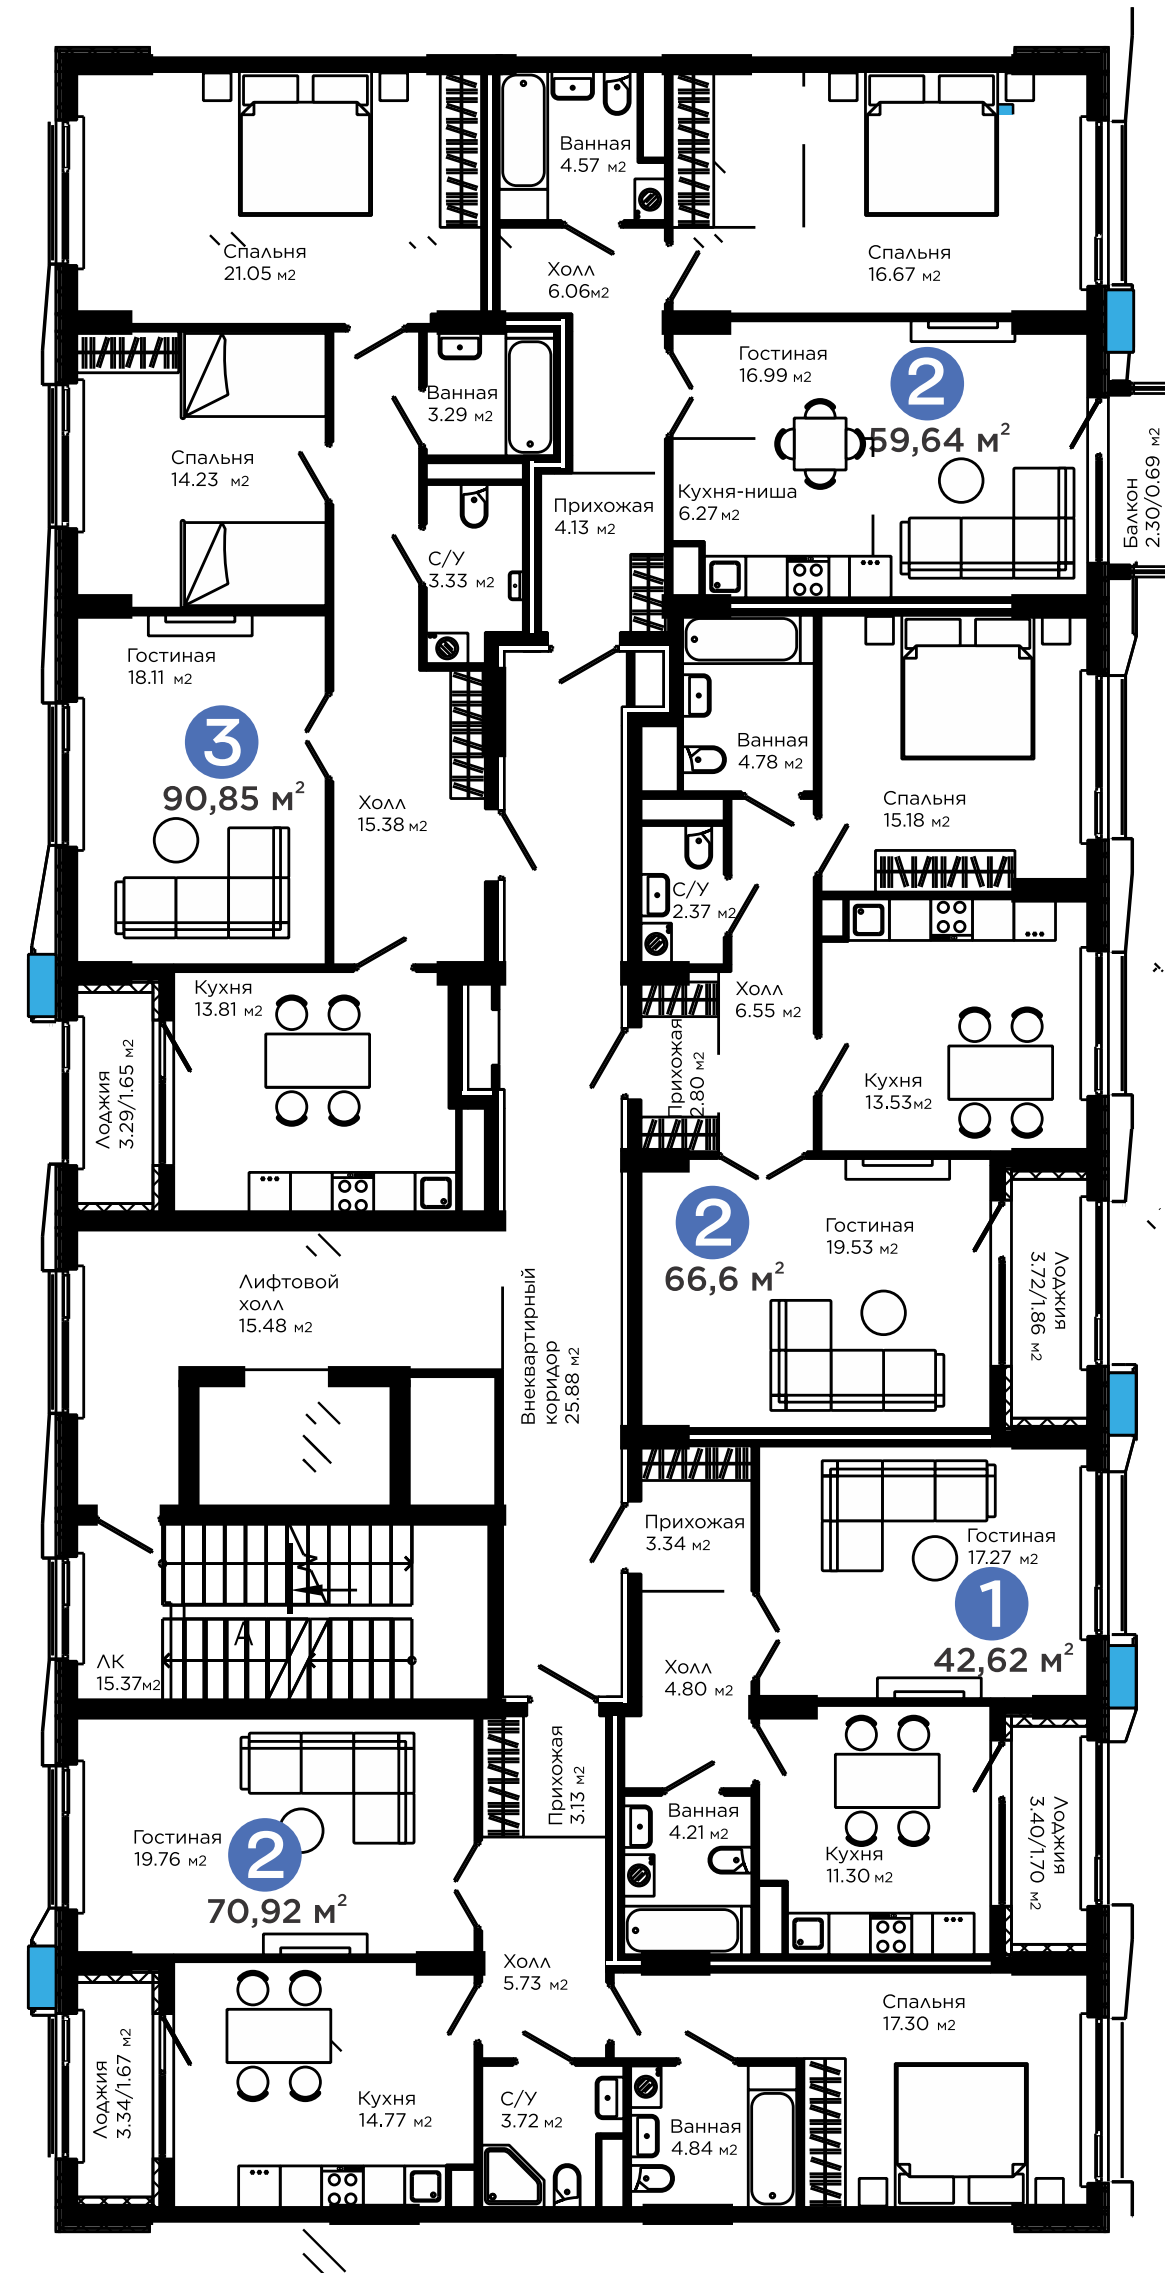 Ванная
4.57 м2
Спальня
21.05 м2
Холл
6.06м2
Спальня
16.67 м2
Гостиная
16.99 м2
2
59,64 м²
Ванная
3.29 м2
Спальня
14.23 м2
Прихожая
4.13 м2
Кухня-ниша
6.27м2
Балкон
2.30/0.69 м2
С/У
3.33 м2
Гостиная
18.11 м2
3
90,85 м²
Холл
15.38 м2
Ванная
4.78 м2
Спальня
15.18 м2
С/У
2.37 м2
Кухня
13.81 м2
Холл
6.55 м2
Прихожая
2.80 м2
Кухня
13.53м2
Лоджия
3.29/1.65 м2
2
66,6 м²
Гостиная
19.53 м2
Лоджия
3.72/1.86 м2
Лифтовой
холл
15.48 м2
Внеквартирный
коридор
25.88 м2
Прихожая
3.34 м2
Гостиная
17.27 м2
1
42,62 м²
А
ЛК
15.37м2
Холл
4.80 м2
Прихожая
3.13 м2
Гостиная
19.76 м2
2
70,92 м²
Ванная
4.21 м2
Кухня
11.30 м2
Лоджия
3.40/1.70 м2
Холл
5.73 м2
Спальня
17.30 м2
Лоджия
3.34/1.67 м2
Кухня
14.77 м2
С/У
3.72 м2
Ванная
4.84 м2